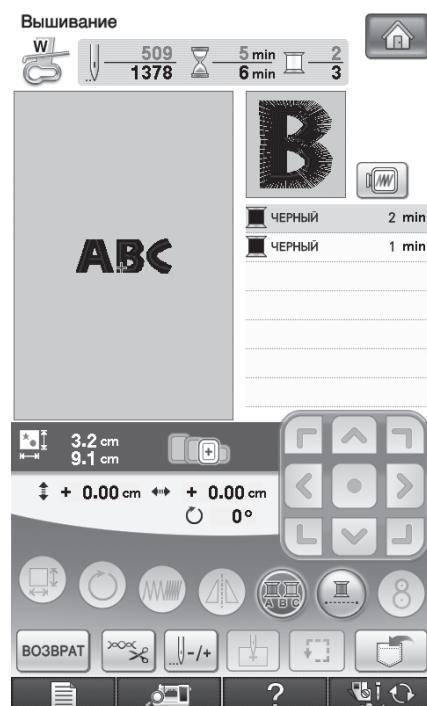 Вышивание
W
509 5 min 2
1378 6 min 3
B
ЧЕРНЫЙ 2 min
ЧЕРНЫЙ 1 min
ABC
3.2 cm
9.1 cm
+ 0.00 cm + 0.00 cm
0°
A B C
8
ВОЗВРАТ -/+
?